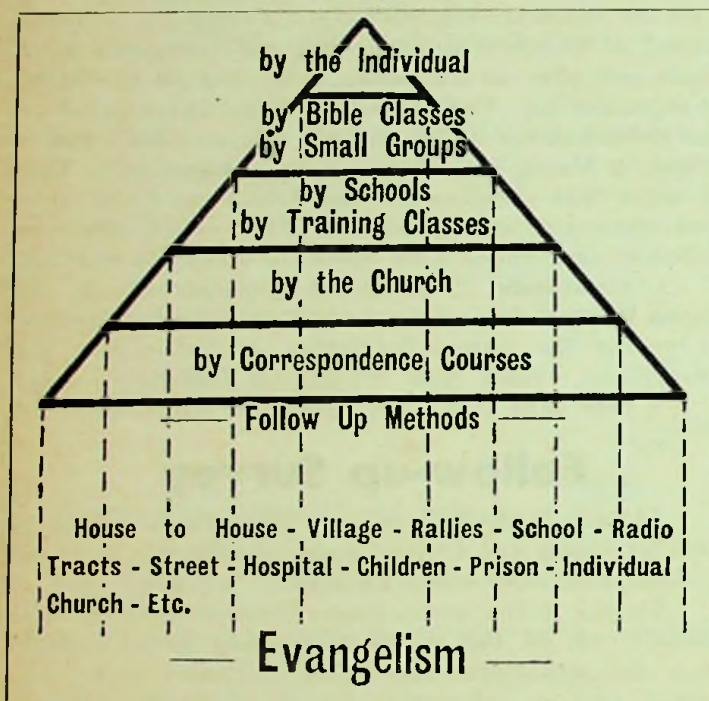 by the Individual
by Bible Classes
by Small Groups
by Schools
by Training Classes
by the Church
by Correspondence Courses
Follow Up Methods
House to House - Village - Rallies - School - Radio
Tracts - Street - Hospital - Children - Prison - Individual
Church - Etc.
Evangelism